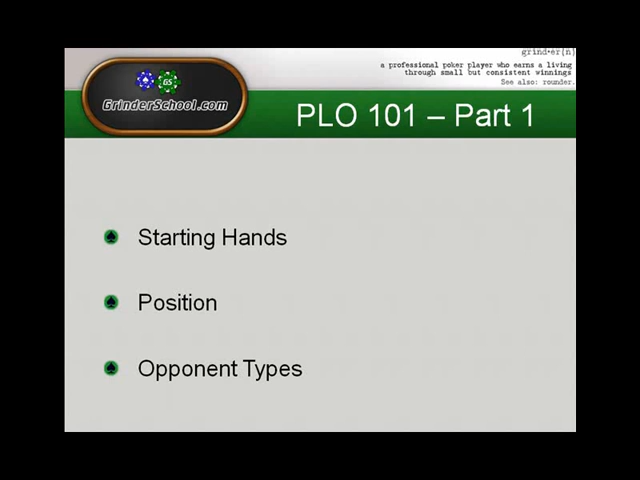 grind•er{n}
a professional poker player who earns a living
through small but consistent winnings
See also: rounder.
GS
GrinderSchool.com
PLO 101 – Part 1
Starting Hands
Position
Opponent Types